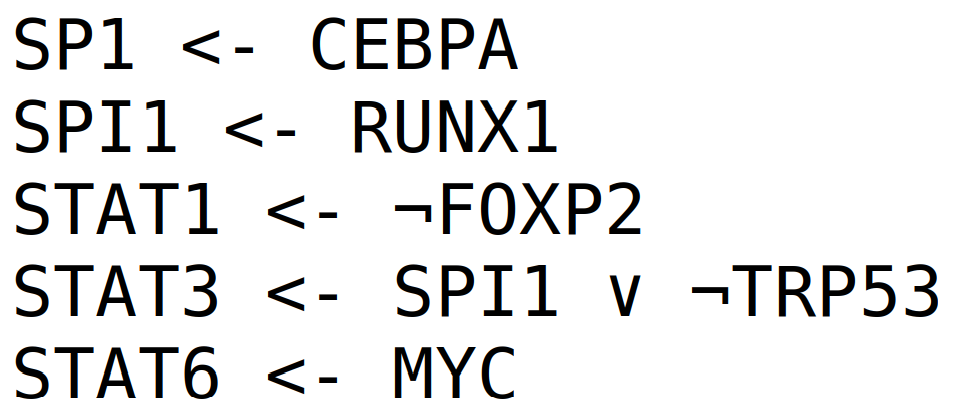 SP1 <- CEBPA
SPI1 <- RUNX1
STAT1 <- ¬FOXP2
STAT3 <- SPI1 ∨ ¬TRP53
STAT6 <- MYC